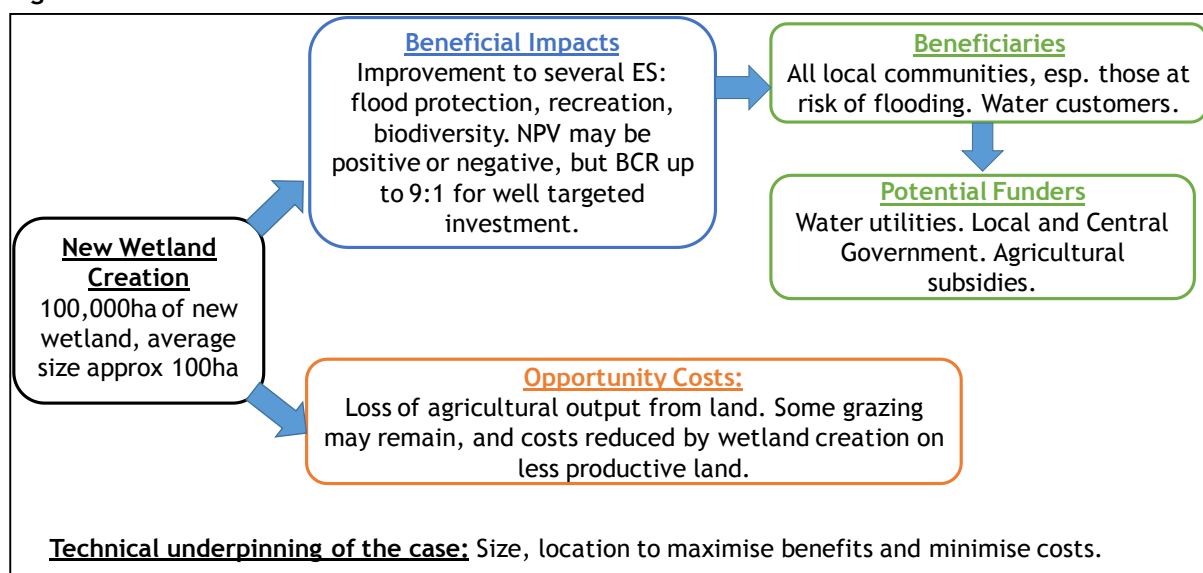 New Wetland
Creation
100,000ha of new
wetland, average
size approx 100ha
Beneficial Impacts
Improvement to several ES:
flood protection, recreation,
biodiversity. NPV may be
positive or negative, but BCR up
to 9:1 for well targeted
investment.
Beneficiaries
All local communities, esp. those at
risk of flooding. Water customers.
Potential Funders
Water utilities. Local and Central
Government. Agricultural
subsidies.
Opportunity Costs:
Loss of agricultural output from land. Some grazing
may remain, and costs reduced by wetland creation on
less productive land.
Technical underpinning of the case: Size, location to maximise benefits and minimise costs.